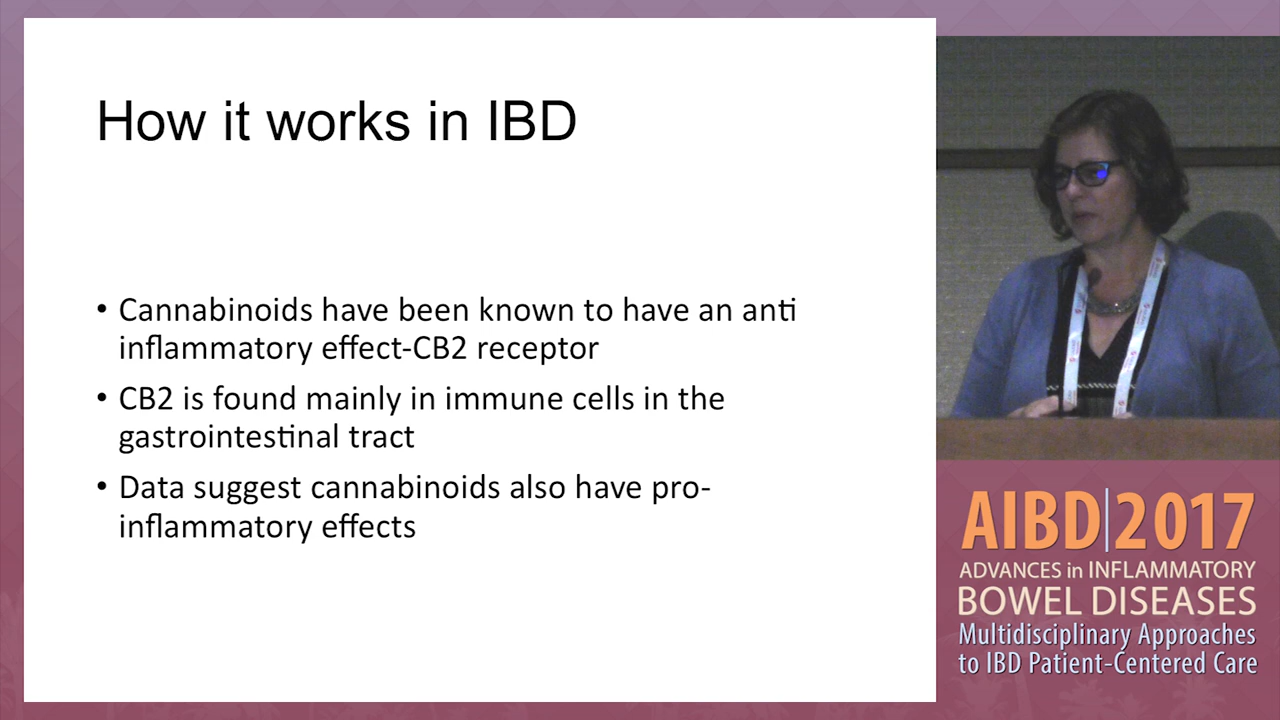 How it works in IBD
• Cannabinoids have been known to have an anti
inflammatory effect-CB2 receptor
• CB2 is found mainly in immune cells in the
gastrointestinal tract
• Data suggest cannabinoids also have pro-
inflammatory effects
AIBD|2017
ADVANCES in INFLAMMATORY
BOWEL DISEASES
Multidisciplinary Approaches
to IBD Patient-Centered Care